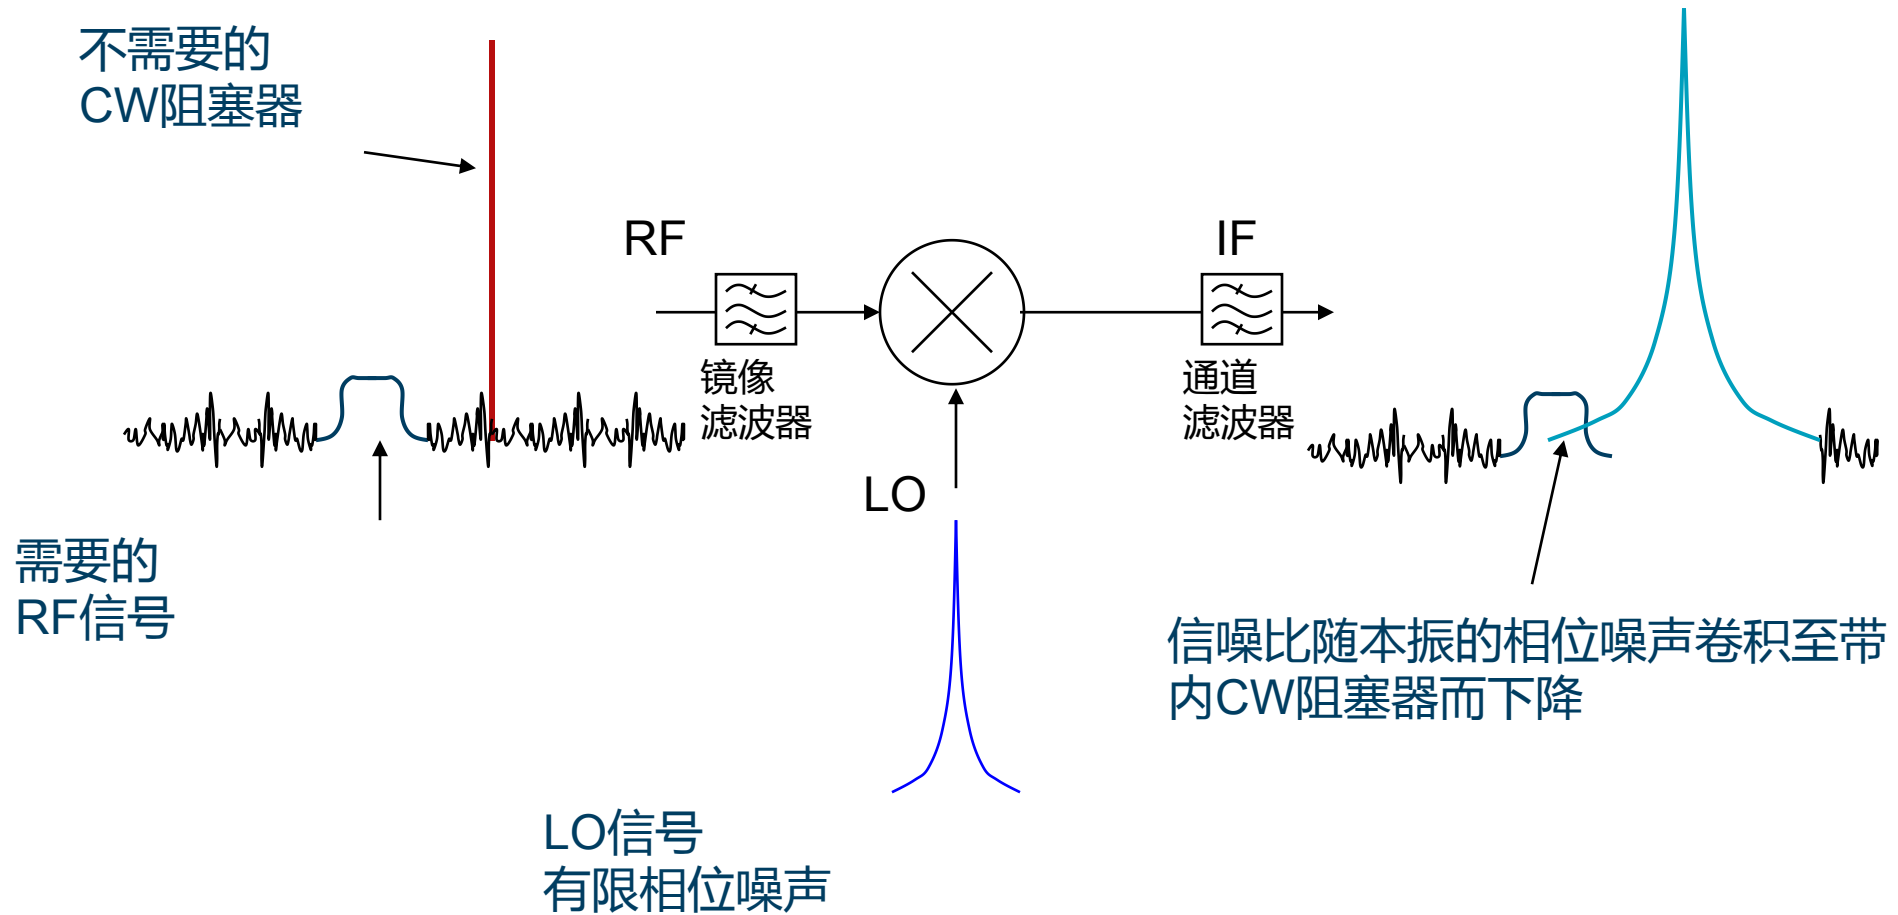 不需要的
CW阻塞器
RF
IF
镜像
滤波器
通道
滤波器
LO
需要的
RF信号
信噪比随本振的相位噪声卷积至带
内CW阻塞器而下降
LO信号
有限相位噪声